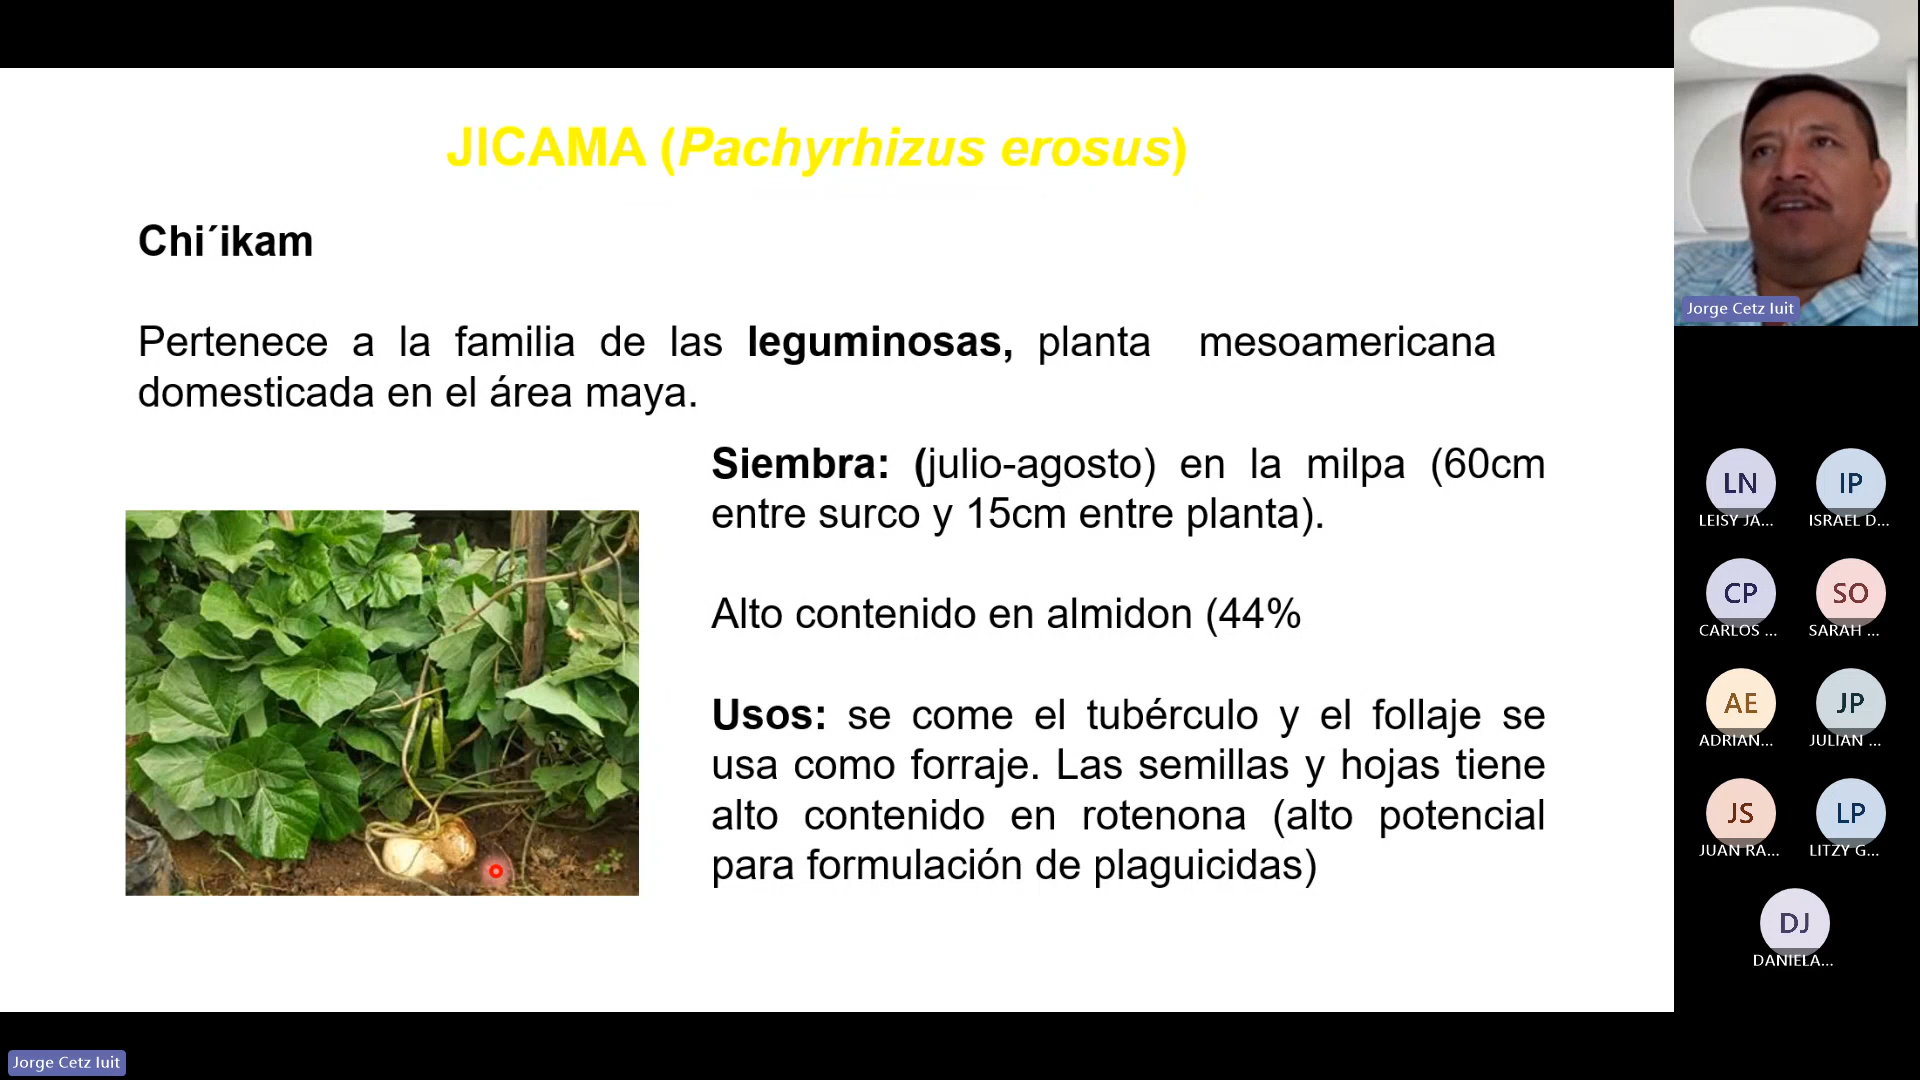 JICAMA (Pachyrhizus erosus)
Chi´ikam
Pertenece a la familia de las leguminosas, planta mesoamericana
domesticada en el área maya.
Siembra: (julio-agosto) en la milpa (60cm
entre surco y 15cm entre planta).
Alto contenido en almidon (44%
Usos: se come el tubérculo y el follaje se
usa como forraje. Las semillas y hojas tiene
alto contenido en rotenona (alto potencial
para formulación de plaguicidas)
Jorge Cetz Iuit
LN
LEISY JA...
IP
ISRAEL D...
CP
CARLOS ...
SO
SARAH ...
AE
ADRIAN...
JP
JULIAN ...
JS
JUAN RA...
LP
LITZY G...
DJ
DANIELA...
Jorge Cetz Iuit